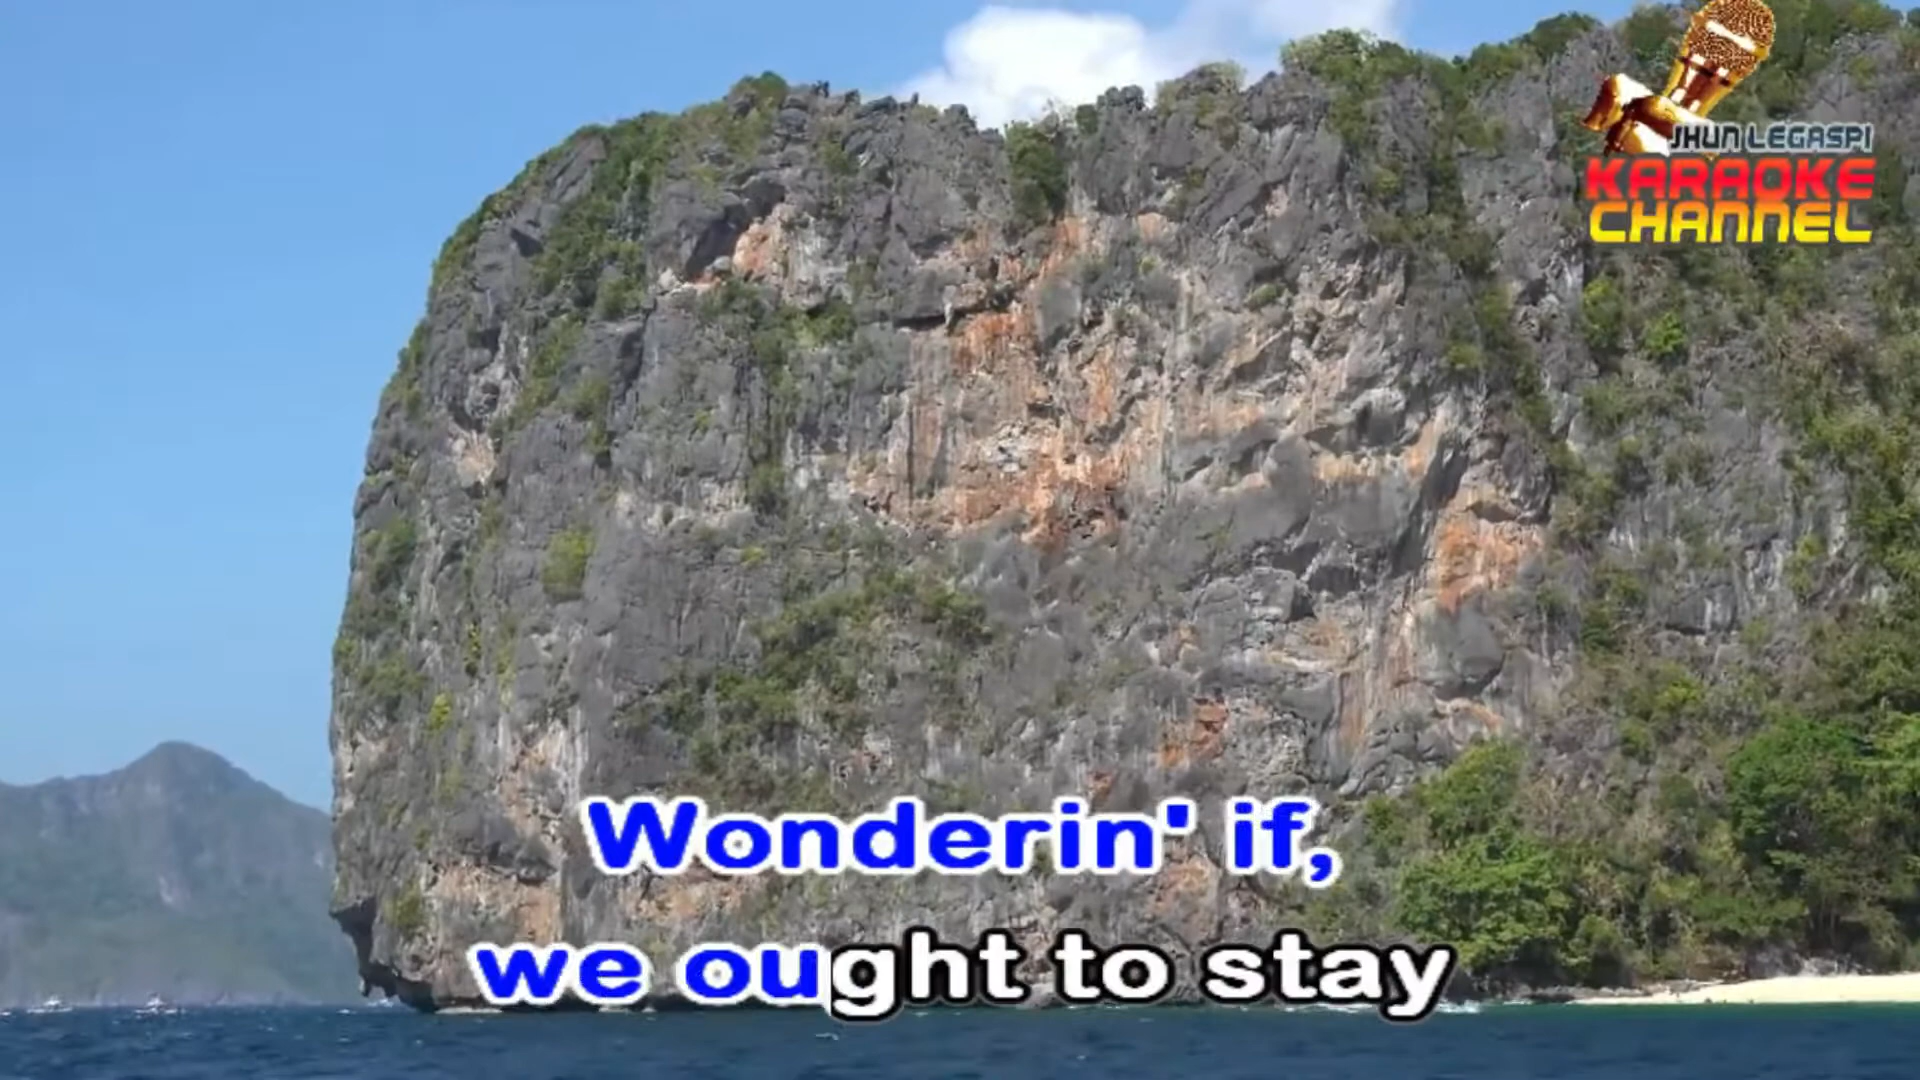 JHUN LEGASPI
KARAOKE
CHANNEL
Wonderin' if,
we ought to stay